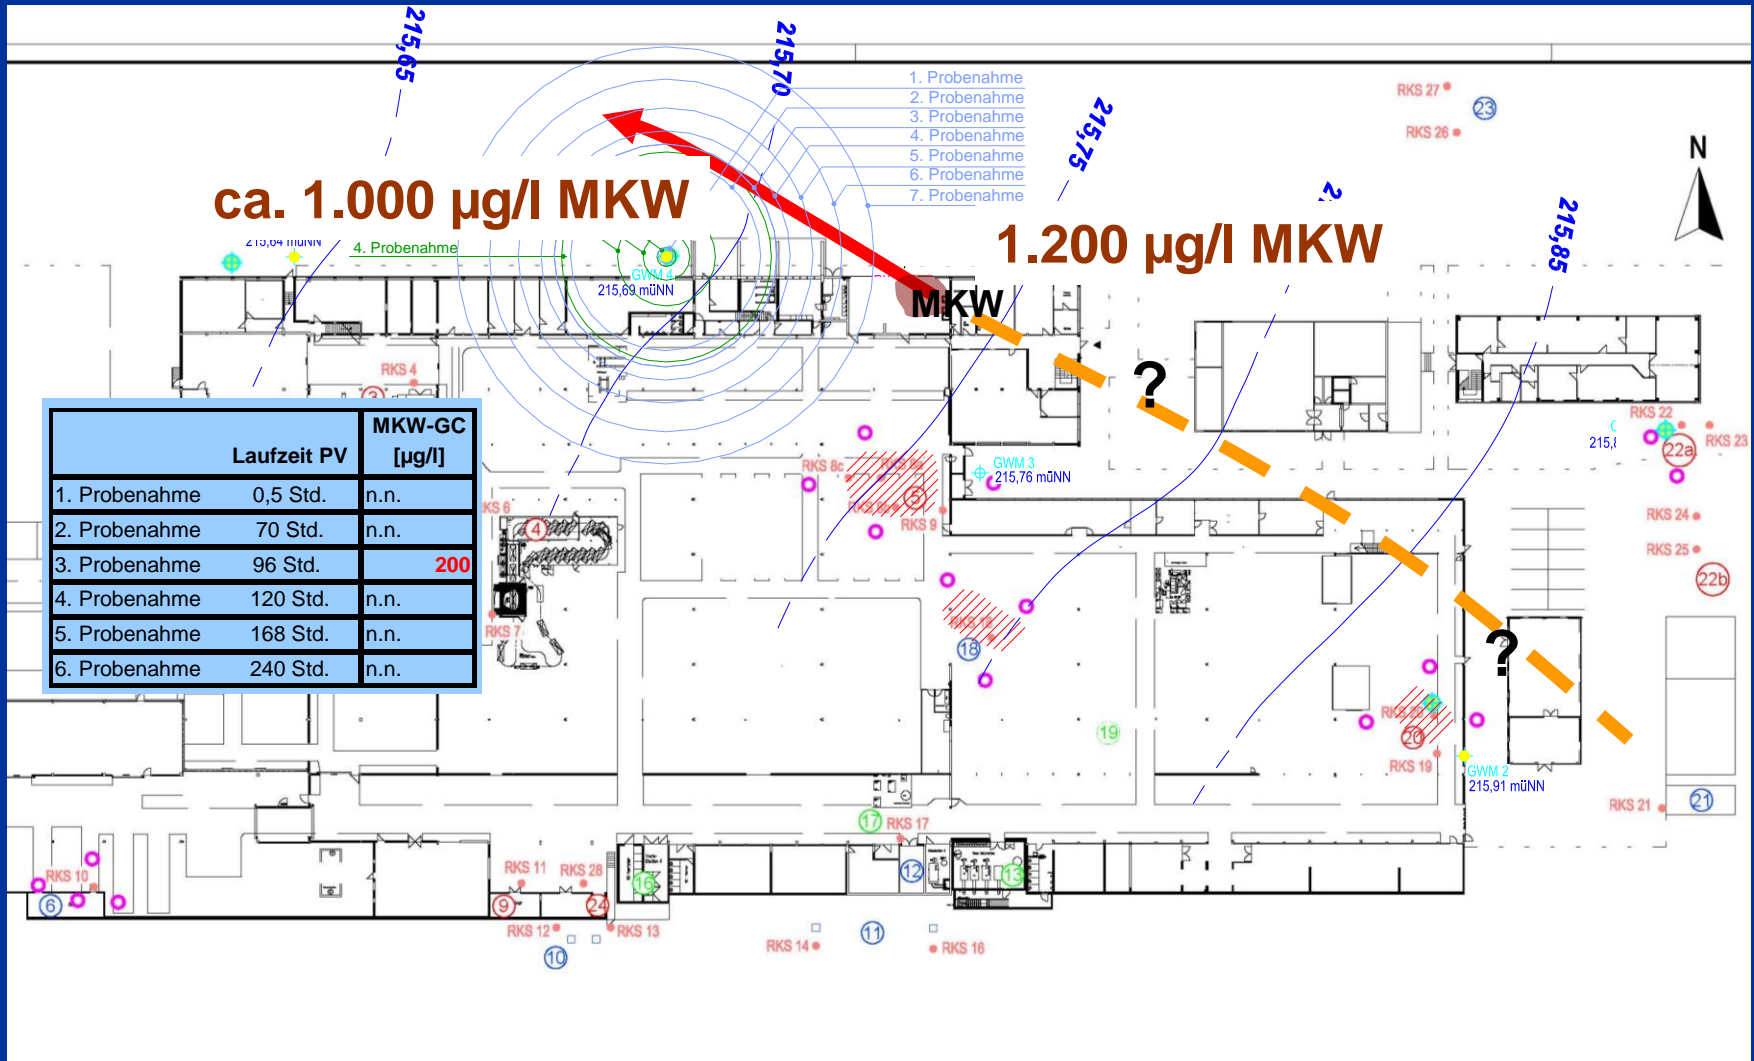 215,65
215,70
215,75
215,85
1. Probenahme
2. Probenahme
3. Probenahme
4. Probenahme
5. Probenahme
6. Probenahme
7. Probenahme
RKS 27
23
RKS 26
N
ca. 1.000 µg/l MKW
1.200 µg/l MKW
215,64 müNN
4. Probenahme
GWM 4
215,69 müNN
MKW
?
RKS 4
3
Laufzeit PV
MKW-GC
[µg/l]
1. Probenahme 0,5 Std. n.n.
2. Probenahme 70 Std. n.n.
3. Probenahme 96 Std. 200
4. Probenahme 120 Std. n.n.
5. Probenahme 168 Std. n.n.
6. Probenahme 240 Std. n.n.
RKS 22
RKS 23
22a
RKS 8c
5
RKS 9
GWM 3
215,76 müNN
4
RKS 7
RKS 24
RKS 25
22b
18
?
19
20
RKS 19
GWM 2
215,91 müNN
RKS 21
21
17
RKS 17
RKS 10
6
RKS 11
RKS 28
9
24
16
12
13
RKS 12
RKS 13
10
RKS 14
11
RKS 16